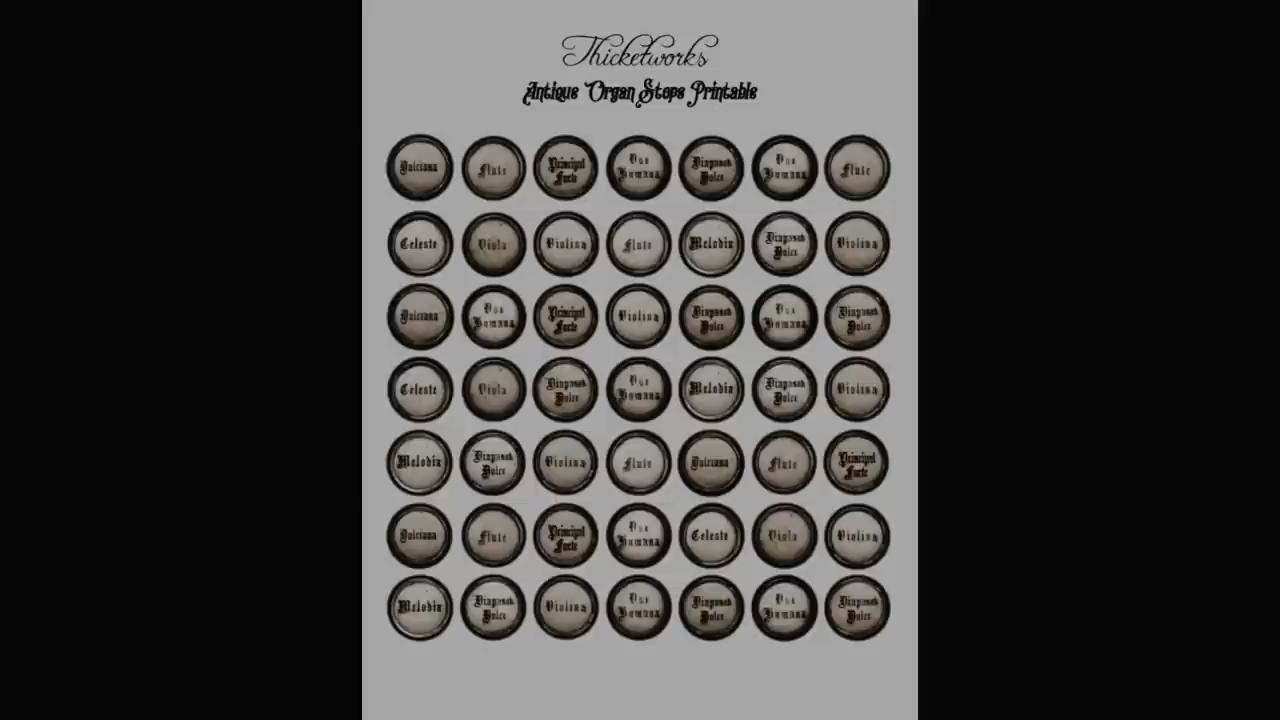 Thicketworks
Antique Organ Stops Printable
Dulciana Flute Principal Forte Vox Humana Diapason Dolce Vox Humana Flute
Celeste Viola Violina Flute Melodia Diapason Dolce Violina
Dulciana Vox Humana Principal Forte Violina Diapason Dolce Vox Humana Diapason Dolce
Celeste Viola Diapason Dolce Vox Humana Melodia Diapason Dolce Violina
Melodia Diapason Dolce Violina Flute Dulciana Flute Principal Forte
Dulciana Flute Principal Forte Vox Humana Celeste Viola Violina
Melodia Diapason Dolce Violina Vox Humana Diapason Dolce Vox Humana Diapason Dolce